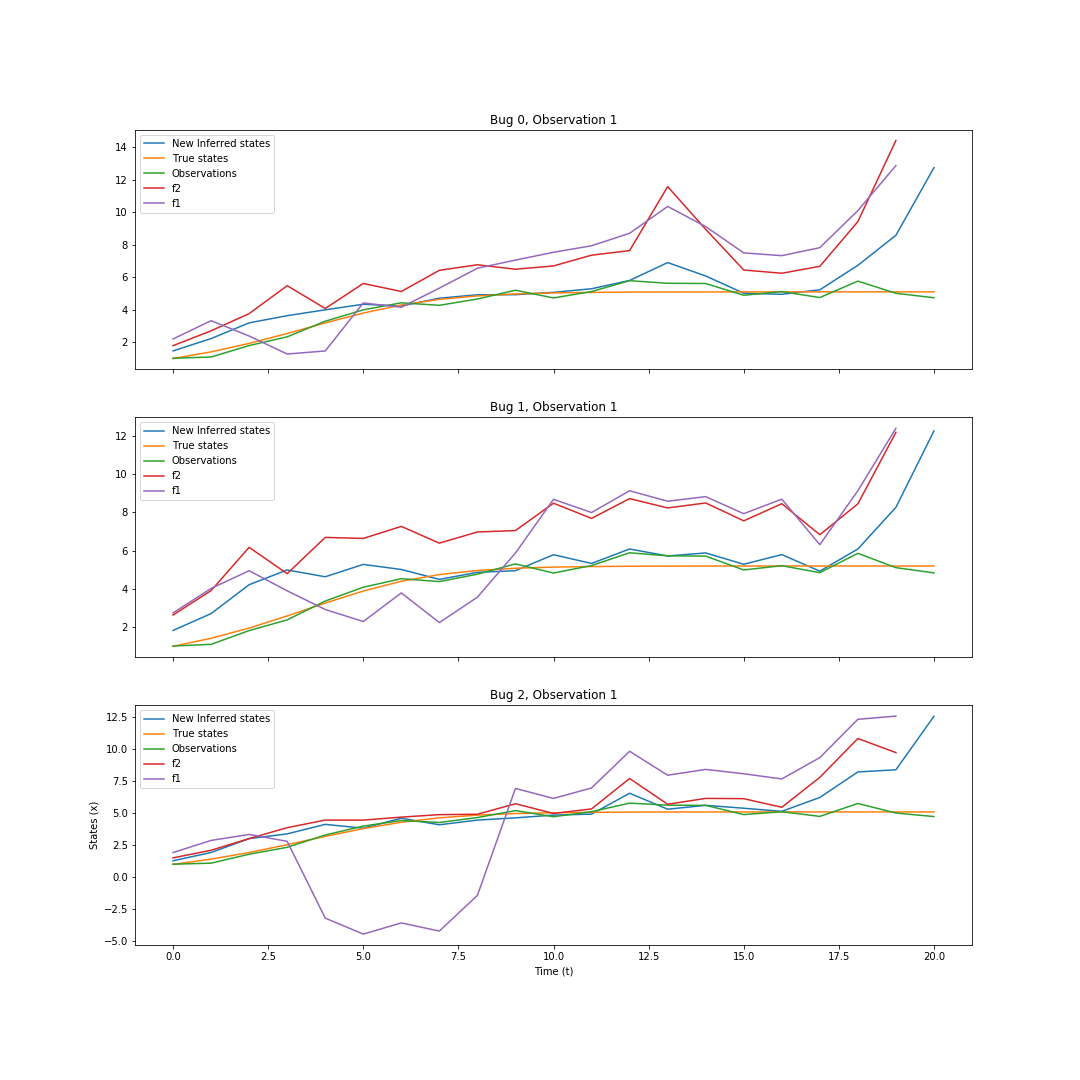 Bug 0, Observation 1
New Inferred states
True states
Observations
f2
f1
14
12
10
8
6
4
2
Bug 1, Observation 1
New Inferred states
True states
Observations
f2
f1
12
10
8
6
4
2
Bug 2, Observation 1
New Inferred states
True states
Observations
f2
f1
12.5
10.0
7.5
5.0
2.5
0.0
−2.5
−5.0
States (x)
0.0 2.5 5.0 7.5 10.0 12.5 15.0 17.5 20.0
Time (t)